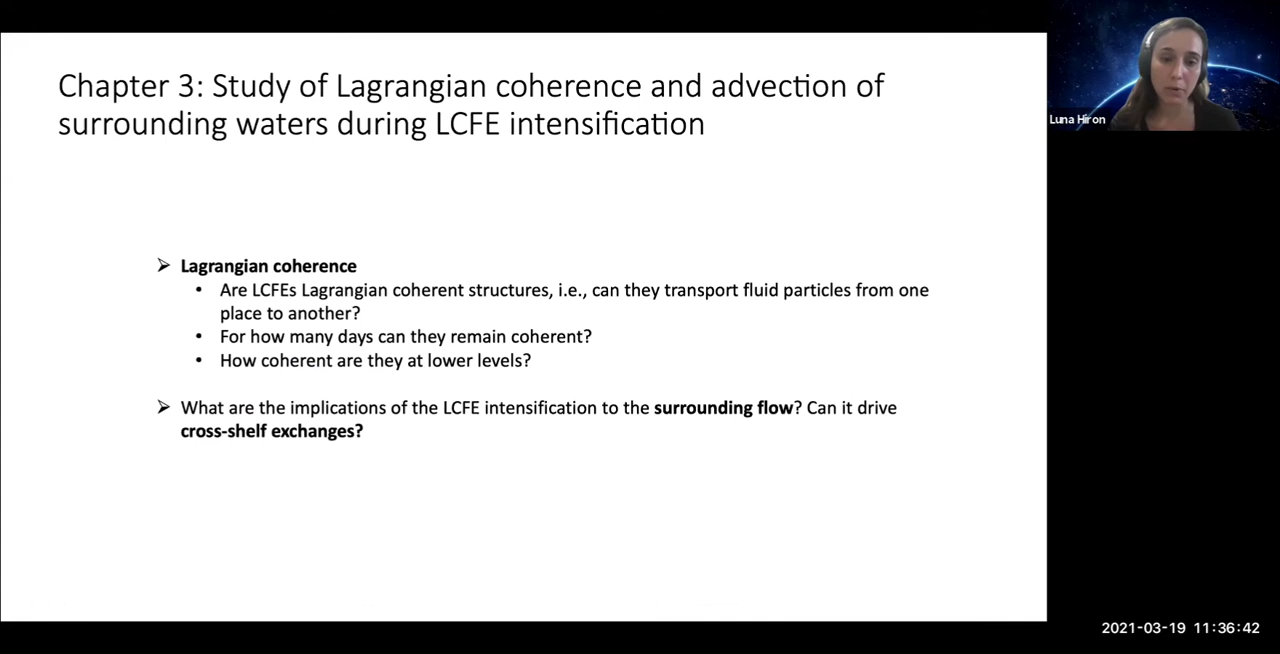 Chapter 3: Study of Lagrangian coherence and advection of
surrounding waters during LCFE intensification
Luna Hiron
➢ Lagrangian coherence
• Are LCFEs Lagrangian coherent structures, i.e., can they transport fluid particles from one
place to another?
• For how many days can they remain coherent?
• How coherent are they at lower levels?
➢ What are the implications of the LCFE intensification to the surrounding flow? Can it drive
cross-shelf exchanges?
2021-03-19 11:36:42